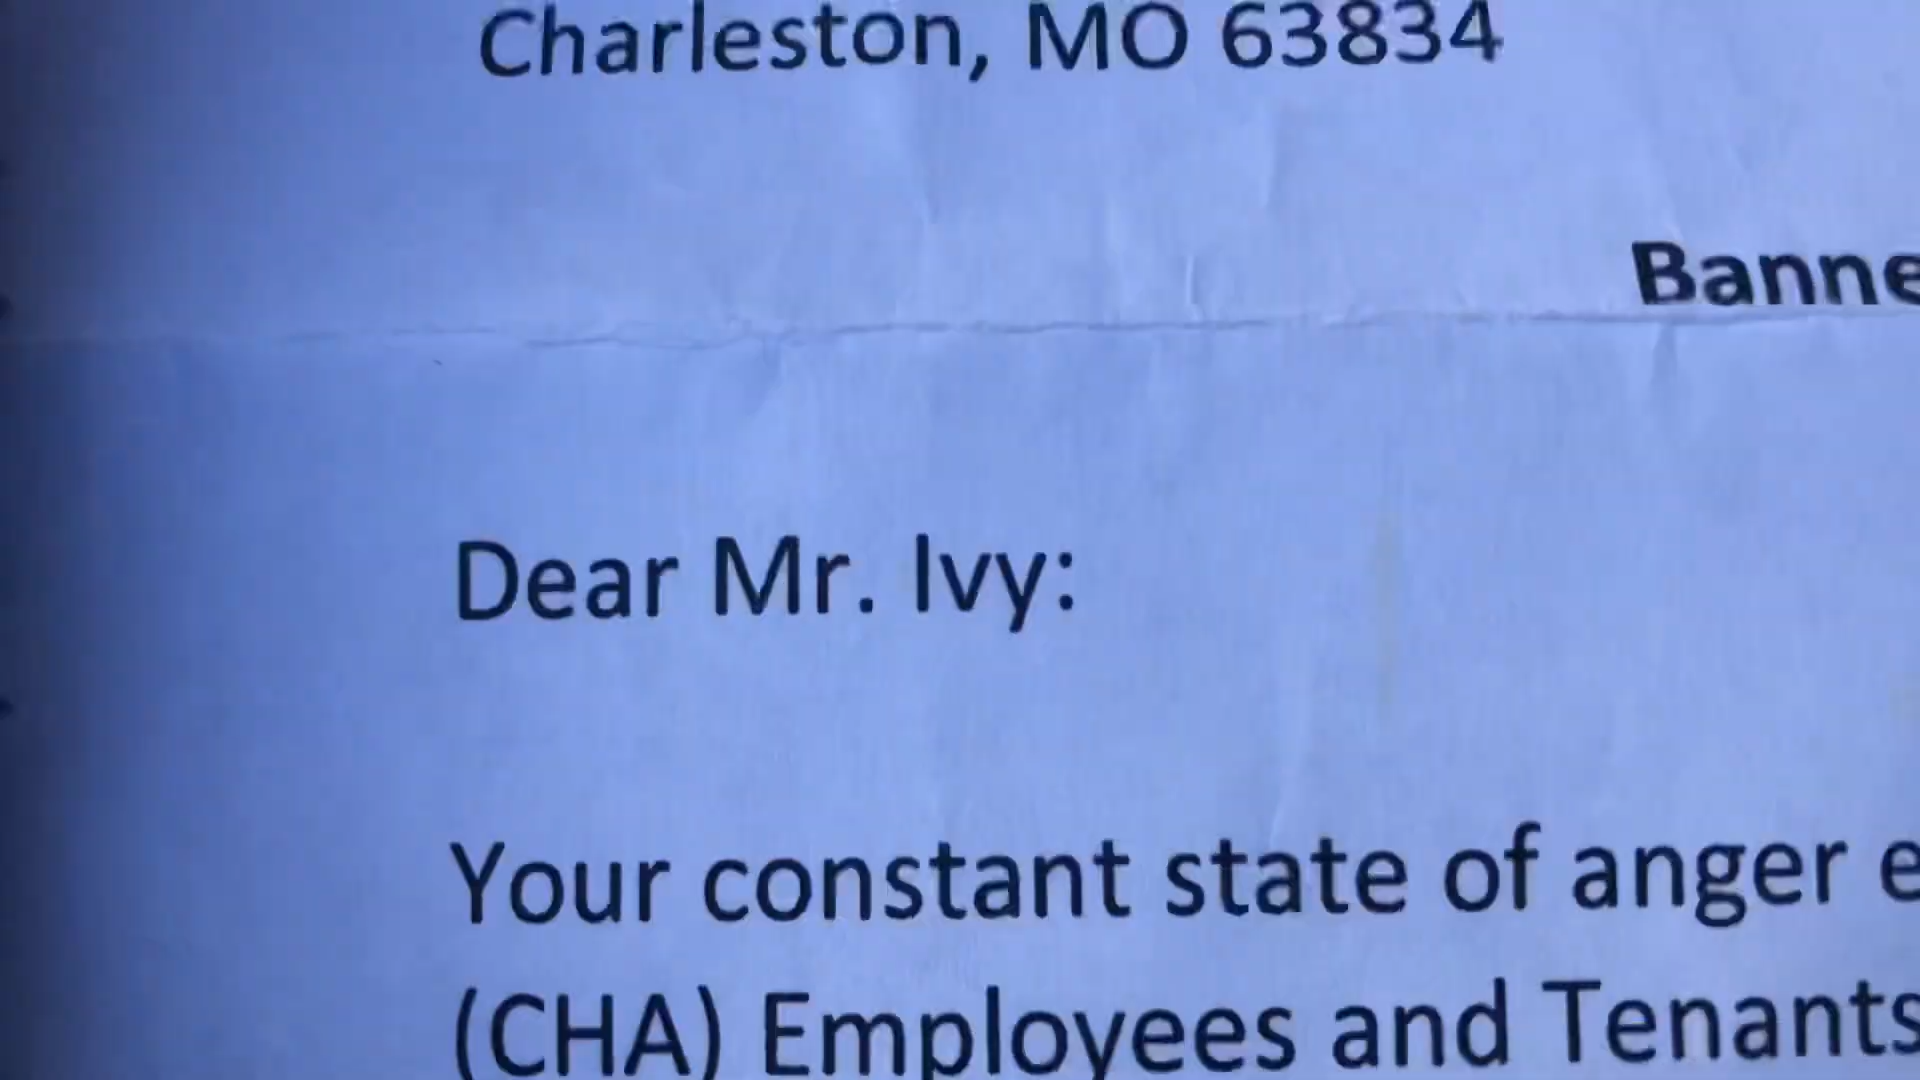 Charleston, MO 63834
Banne
Dear Mr. Ivy:
Your constant state of anger e
(CHA) Employees and Tenants